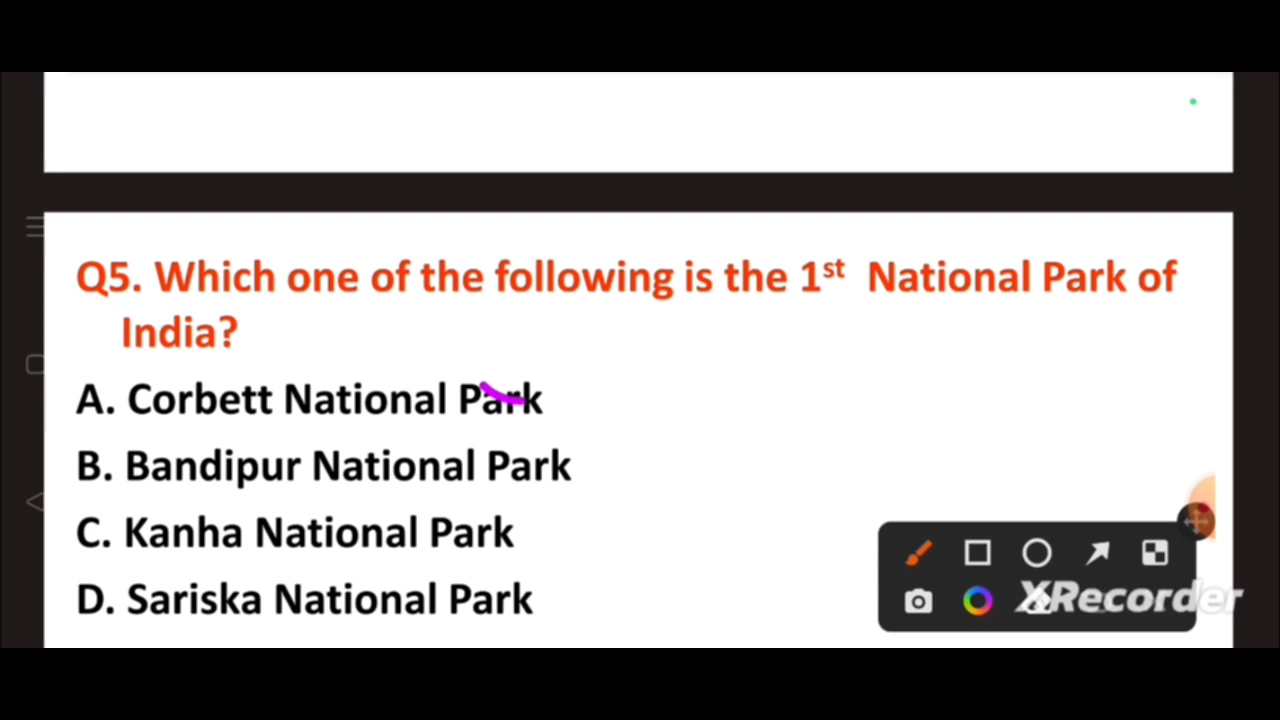 Q5. Which one of the following is the 1st National Park of
India?
A. Corbett National Park
B. Bandipur National Park
C. Kanha National Park
D. Sariska National Park
XRecorder